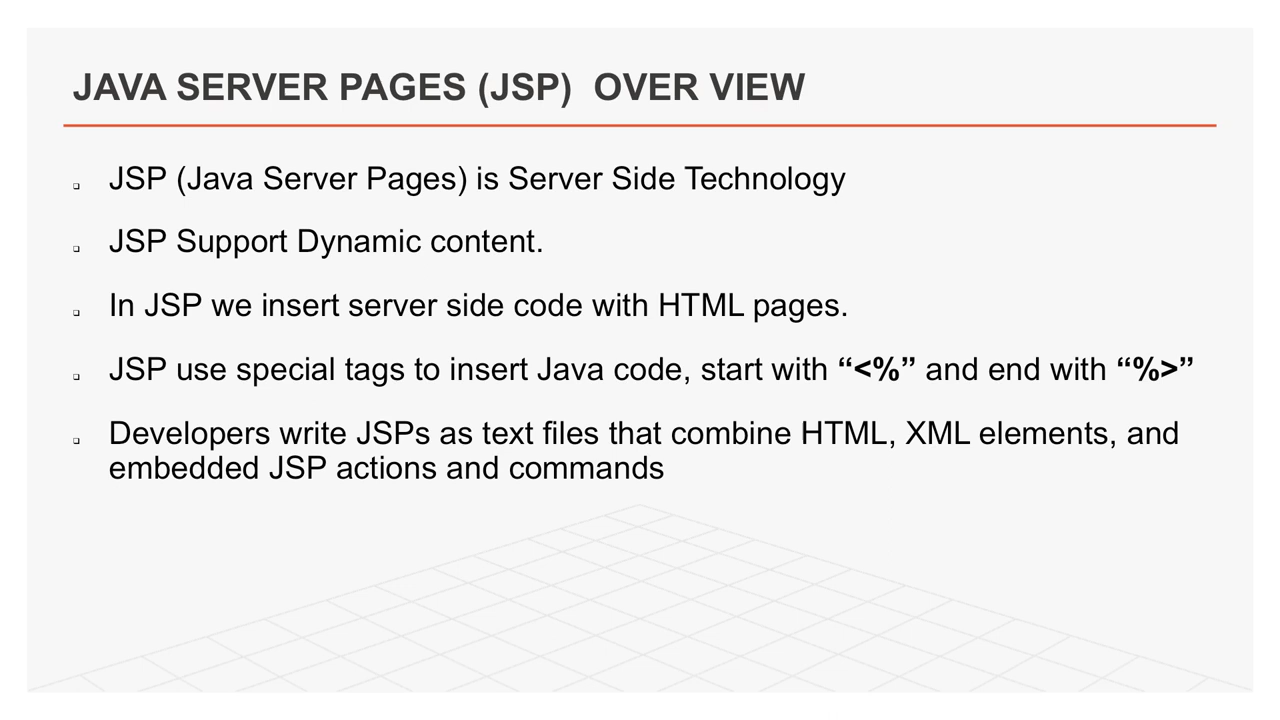 JAVA SERVER PAGES (JSP)  OVER VIEW
JSP (Java Server Pages) is Server Side Technology
JSP Support Dynamic content.
In JSP we insert server side code with HTML pages.
JSP use special tags to insert Java code, start with “<%” and end with “%>”
Developers write JSPs as text files that combine HTML, XML elements, and
embedded JSP actions and commands